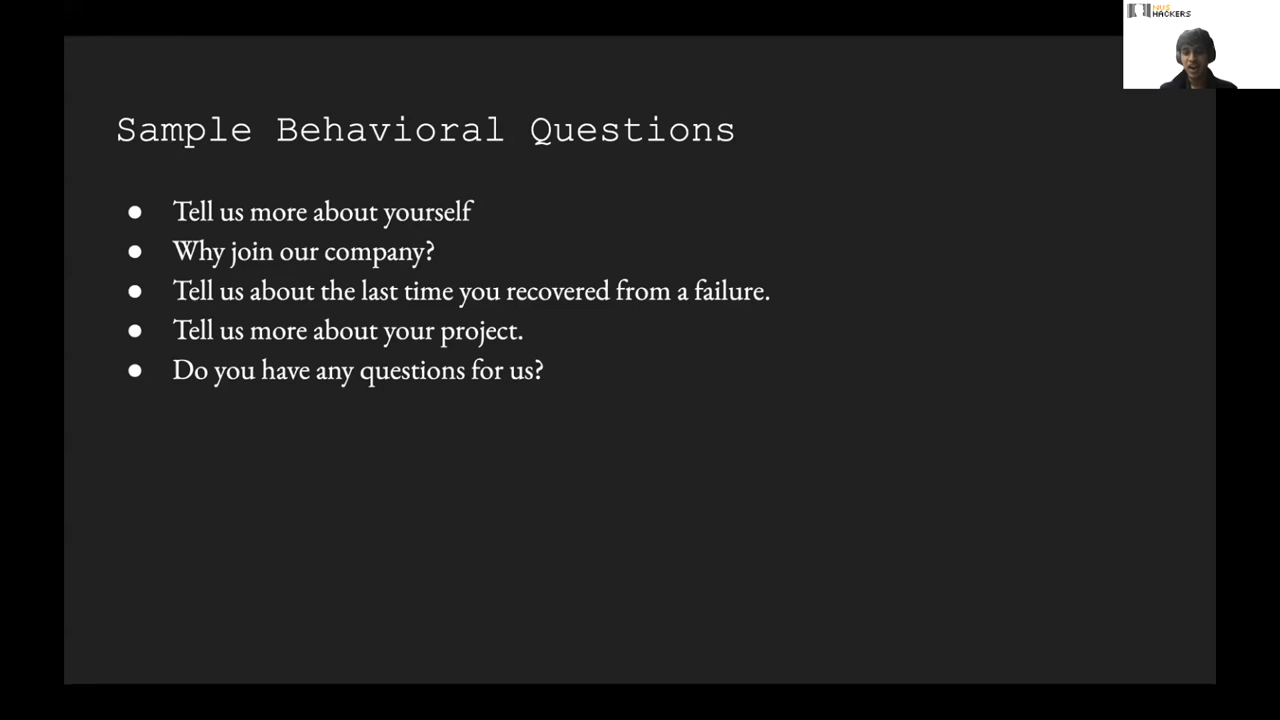 NUS
HACKERS
Sample Behavioral Questions
● Tell us more about yourself
● Why join our company?
● Tell us about the last time you recovered from a failure.
● Tell us more about your project.
● Do you have any questions for us?